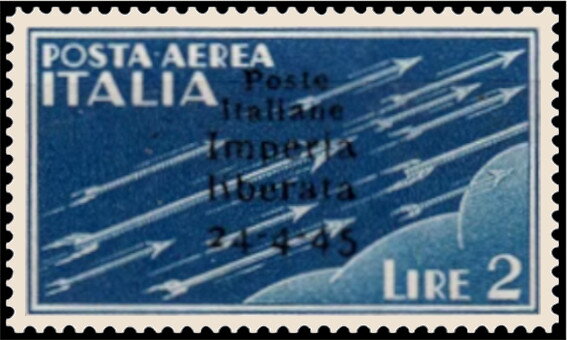 POSTA·AEREA
ITALIA
Poste
Italiane
Imperia
liberata
24-4-45
LIRE 2